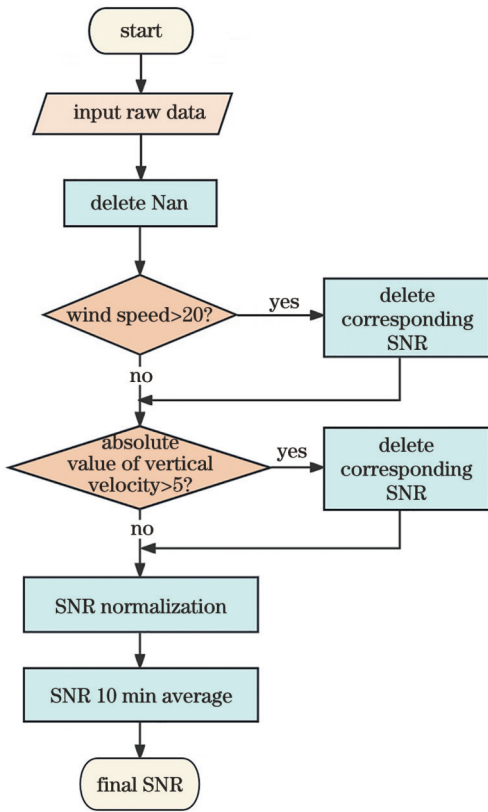 start
input raw data
delete Nan
wind speed>20?
yes
delete
corresponding
SNR
no
absolute
value of vertical
velocity>5?
yes
delete
corresponding
SNR
no
SNR normalization
SNR 10 min average
final SNR